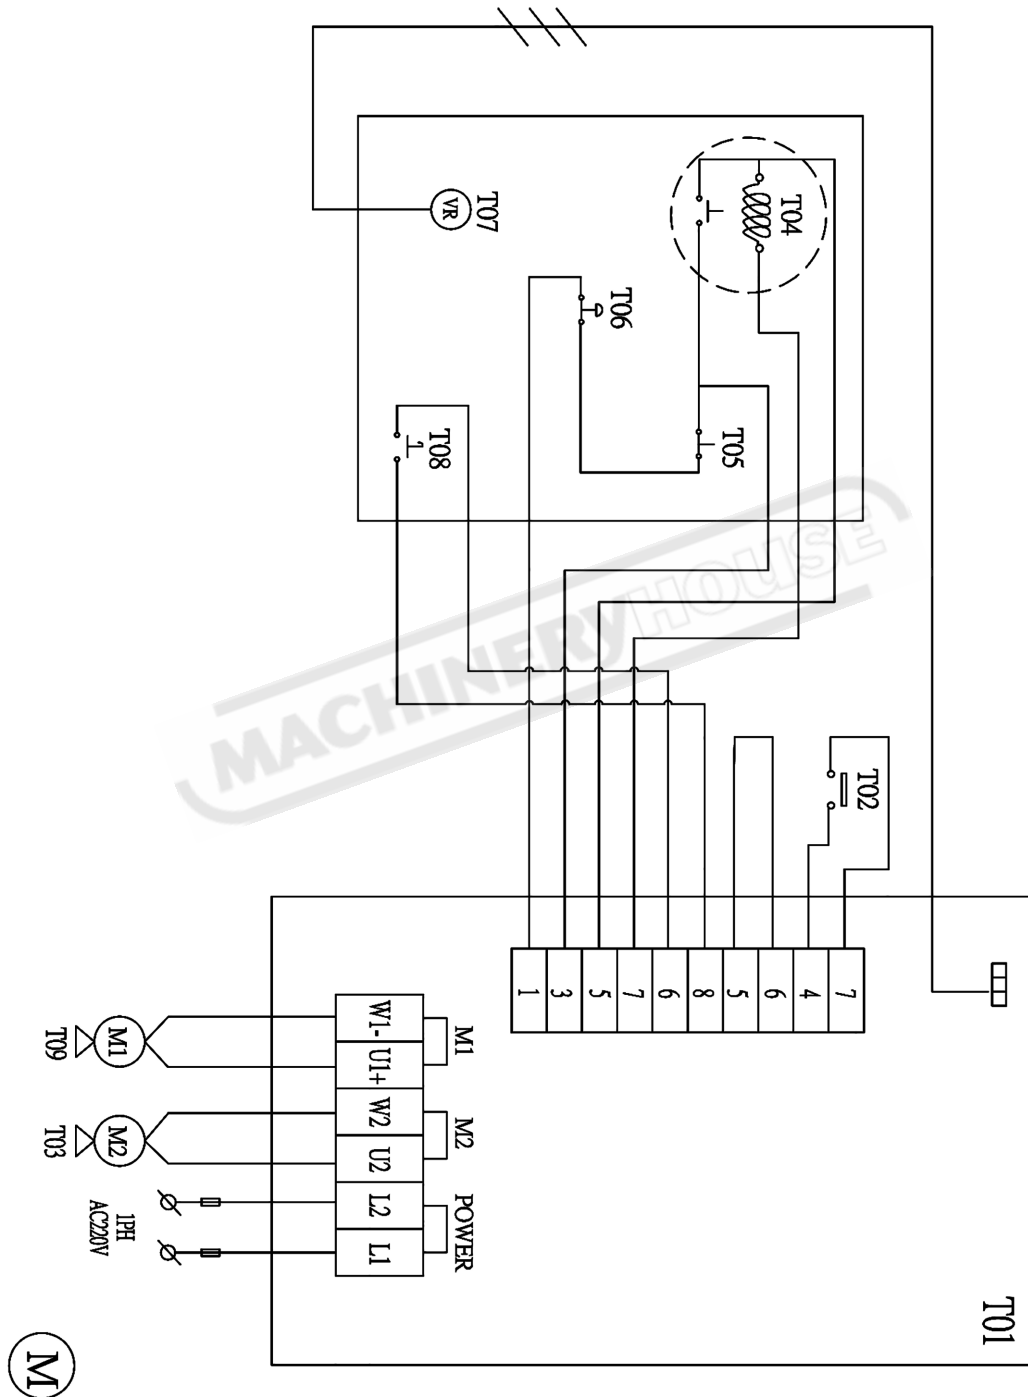 T07
VR
T04
T06
T05
T08
MACHINERYHOUSE
T02
1 3 5 7 6 8 5 6 4 7
M1 M2 POWER
W1- U1+ W2 U2 L2 L1
M1
T09
M2
T03
1PH
AC220V
T01
M